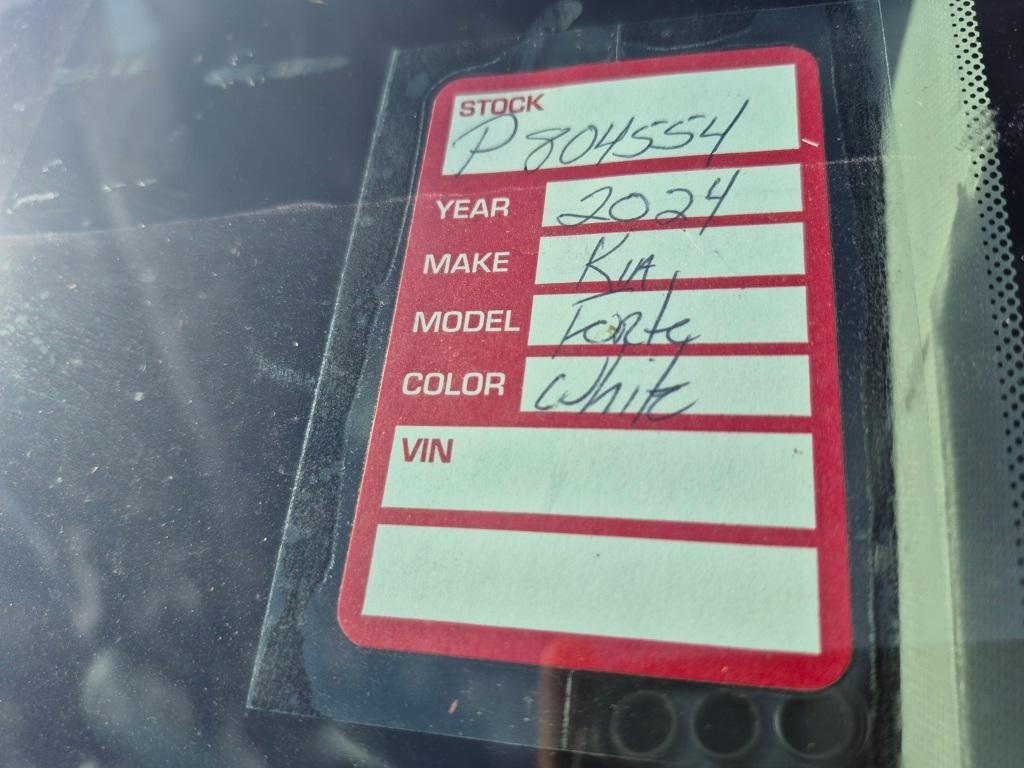 STOCK
P804554
YEAR 2024
MAKE KIA
MODEL Forte
COLOR White
VIN